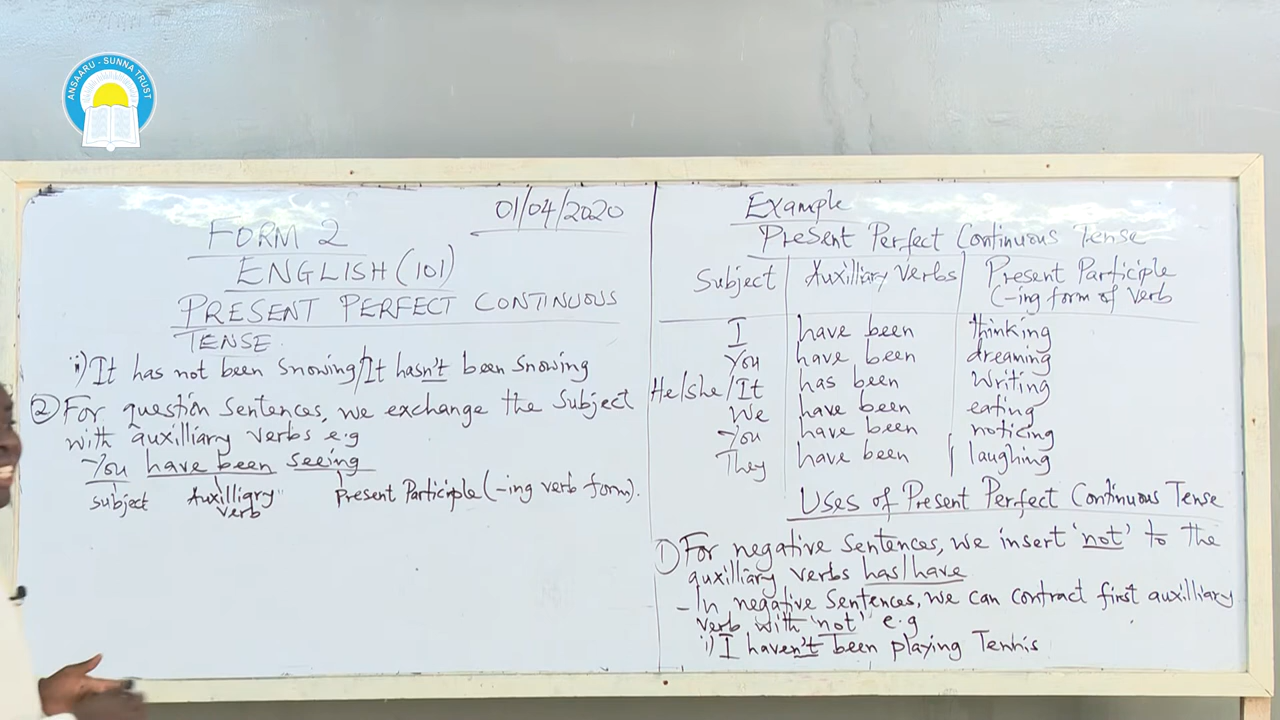 ANSAARU - SUNNA TRUST
01/04/2020
FORM 2
ENGLISH (101)
PRESENT PERFECT CONTINUOUS
TENSE.
ii) It has not been Snowing/It hasn't been Snowing
② For question Sentences, we exchange the Subject
with auxilliary verbs e.g
You have been seeing
subject Auxilliary verb Present Participle (-ing verb form).
Example
Present Perfect Continuous Tense
Subject Auxilliary Verbs Present Participle
(-ing form of Verb
I have been thinking
You have been dreaming
He/she/It has been Writing
We have been eating
You have been noticing
They have been laughing
Uses of Present Perfect Continuous Tense
① For negative Sentences, we insert 'not' to the
auxilliary verbs has/have
- In negative Sentences, we can contract first auxilliary
verb with 'not' e.g
i) I haven't been playing Tennis